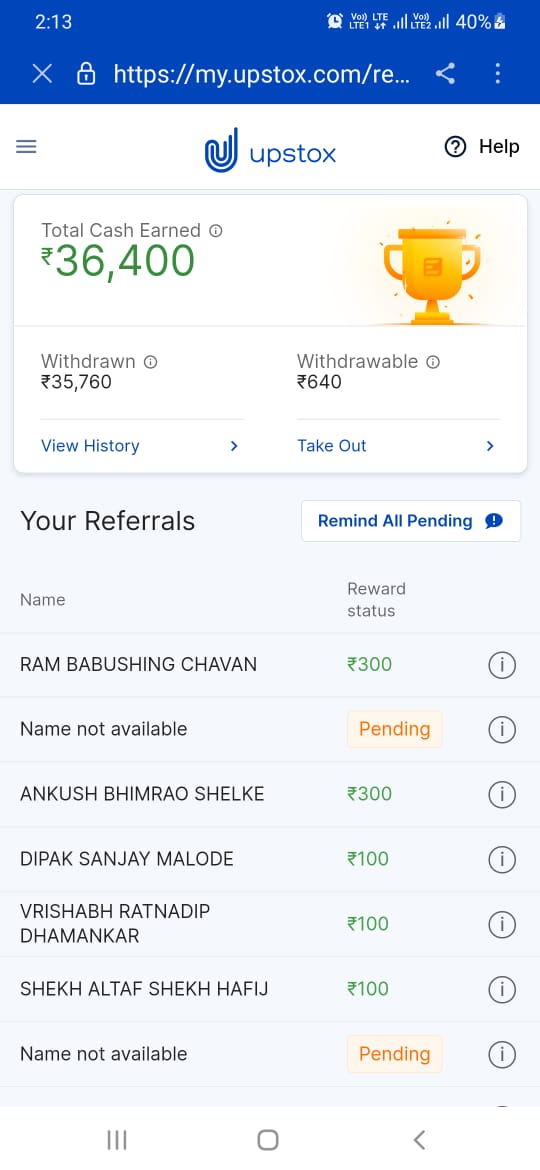 2:13
Vo)) LTE LTE1 Vo)) LTE2 40%
https://my.upstox.com/re...
upstox
? Help
Total Cash Earned
₹36,400
Withdrawn Withdrawable
₹35,760 ₹640
View History Take Out
Your Referrals Remind All Pending
Name Reward status
RAM BABUSHING CHAVAN ₹300
Name not available Pending
ANKUSH BHIMRAO SHELKE ₹300
DIPAK SANJAY MALODE ₹100
VRISHABH RATNADIP
DHAMANKAR ₹100
SHEKH ALTAF SHEKH HAFIJ ₹100
Name not available Pending